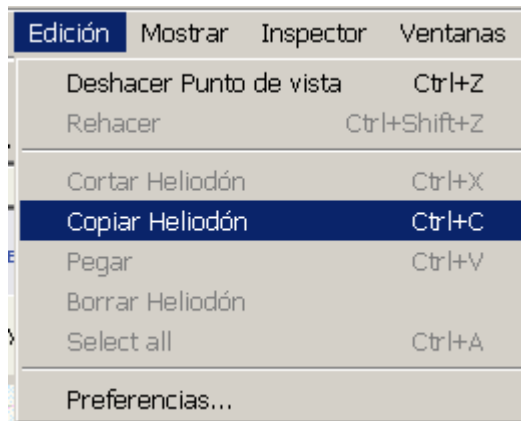 Edición Mostrar Inspector Ventanas
Deshacer Punto de vista Ctrl+Z
Rehacer Ctrl+Shift+Z
Cortar Heliodón Ctrl+X
Copiar Heliodón Ctrl+C
Pegar Ctrl+V
Borrar Heliodón
Select all Ctrl+A
Preferencias...